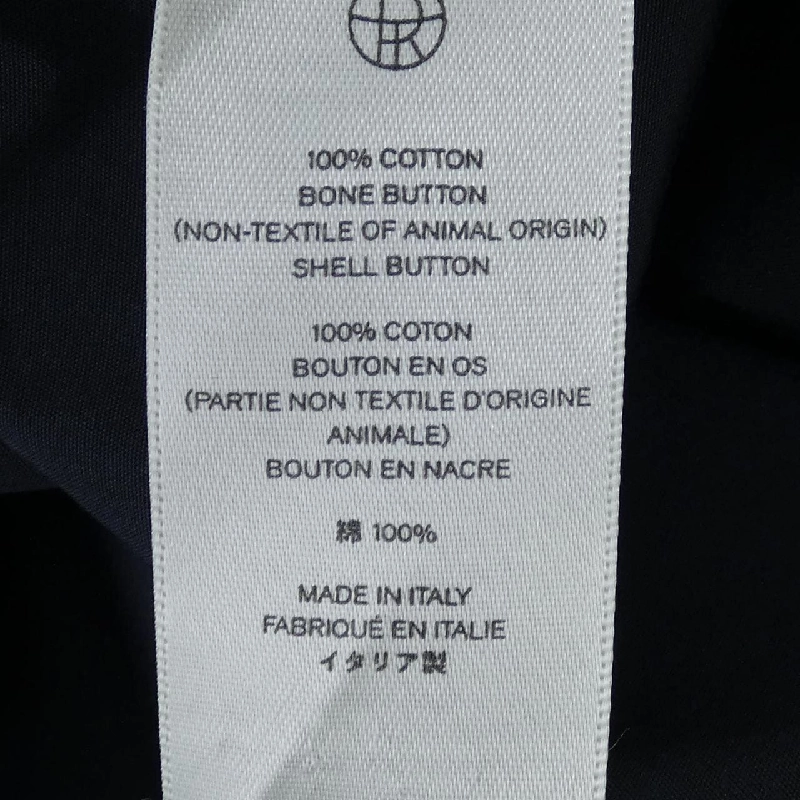 100% COTTON
BONE BUTTON
(NON-TEXTILE OF ANIMAL ORIGIN)
SHELL BUTTON
100% COTON
BOUTON EN OS
(PARTIE NON TEXTILE D'ORIGINE
ANIMALE)
BOUTON EN NACRE
綿 100%
MADE IN ITALY
FABRIQUÉ EN ITALIE
イタリア製